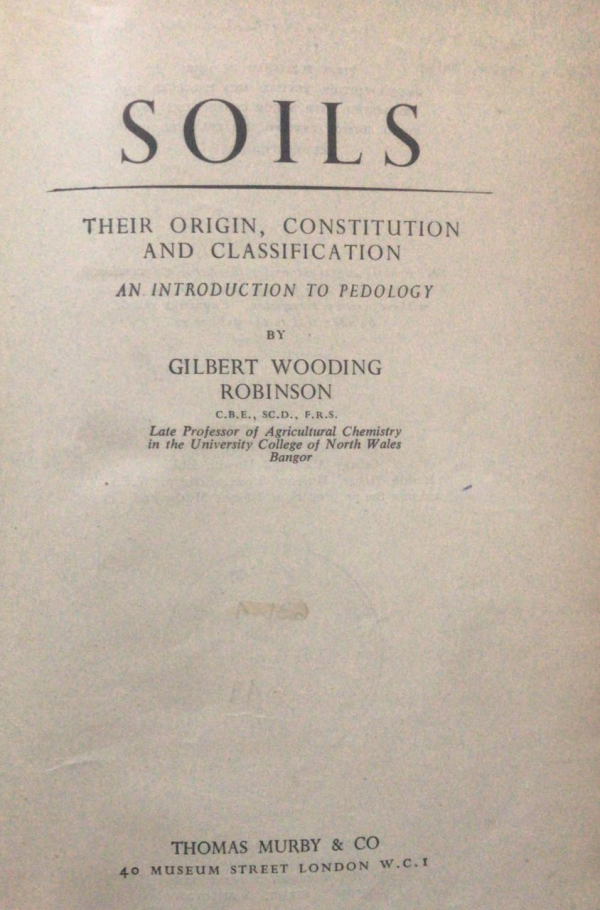 SOILS
THEIR ORIGIN, CONSTITUTION
AND CLASSIFICATION
AN INTRODUCTION TO PEDOLOGY
BY
GILBERT WOODING
ROBINSON
C.B.E., SC.D., F.R.S.
Late Professor of Agricultural Chemistry
in the University College of North Wales
Bangor
THOMAS MURBY & CO
40 MUSEUM STREET LONDON W.C.1